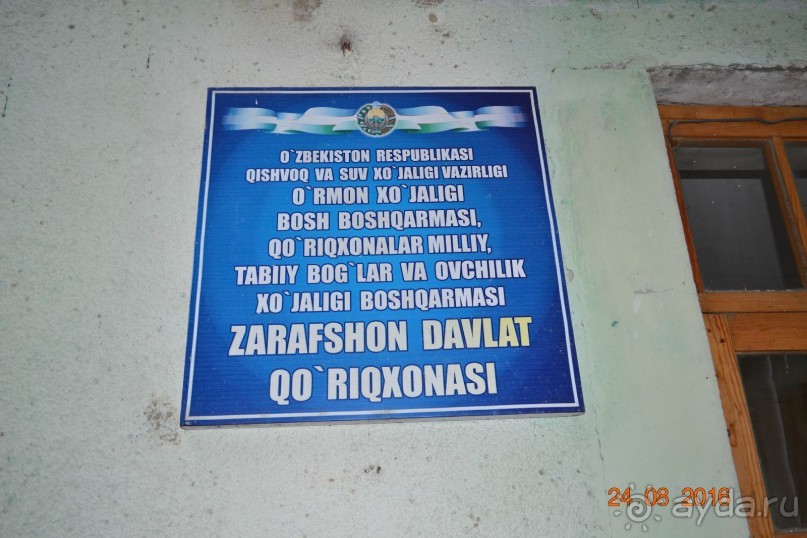 O`ZBEKISTON RESPUBLIKASI
QISHVOQ VA SUV XO`JALIGI VAZIRLIGI
O`RMON XO`JALIGI
BOSH BOSHQARMASI,
QO`RIQXONALAR MILLIY,
TABIIY BOG`LAR VA OVCHILIK
XO`JALIGI BOSHQARMASI
ZARAFSHON DAVLAT
QO`RIQXONASI
24.08.2016
ayda.ru